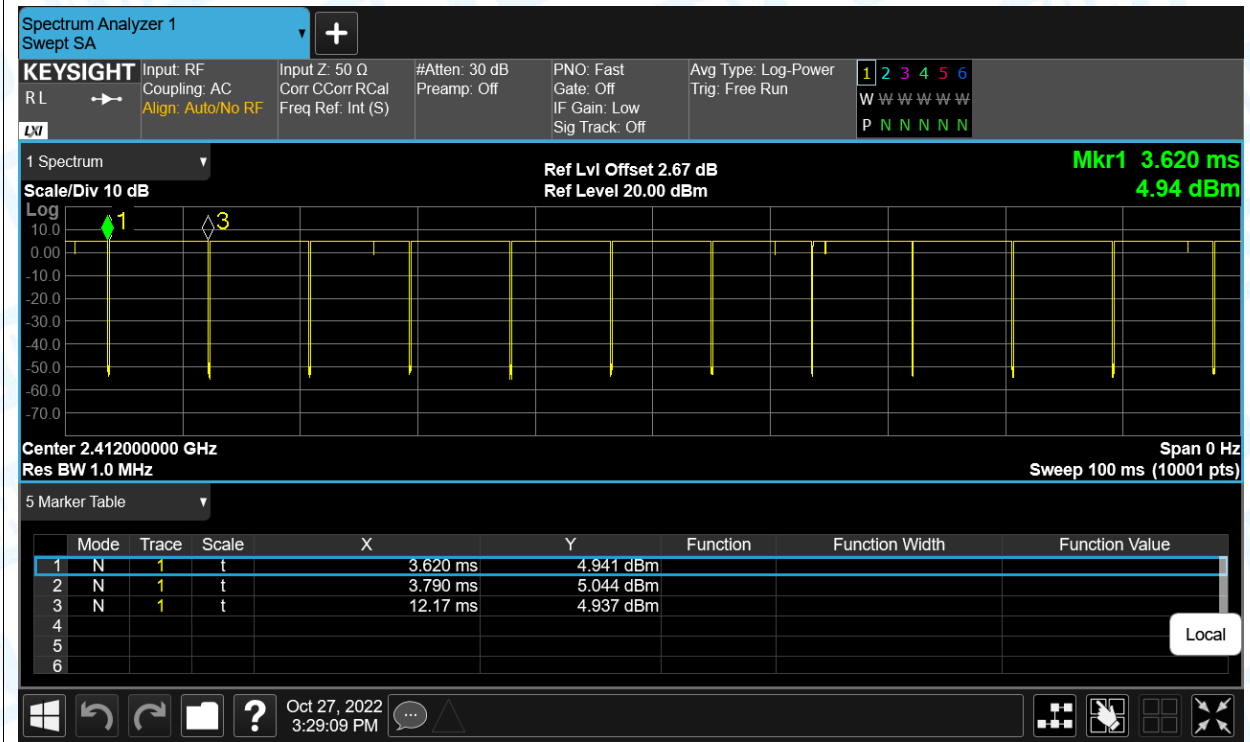 Spectrum Analyzer 1
Swept SA
+
KEYSIGHT Input: RF Input Z: 50 Ω #Atten: 30 dB PNO: Fast Avg Type: Log-Power 1 2 3 4 5 6
R L Coupling: AC Corr CCorr RCal Preamp: Off Gate: Off Trig: Free Run W W W W W W
Align: Auto/No RF Freq Ref: Int (S) IF Gain: Low
LXI Sig Track: Off P N N N N N
1 Spectrum Ref Lvl Offset 2.67 dB Mkr1 3.620 ms
Scale/Div 10 dB Ref Level 20.00 dBm 4.94 dBm
Log
1 3
10.0
0.00
-10.0
-20.0
-30.0
-40.0
-50.0
-60.0
-70.0
Center 2.412000000 GHz Span 0 Hz
Res BW 1.0 MHz Sweep 100 ms (10001 pts)
5 Marker Table
Mode Trace Scale X Y Function Function Width Function Value
1 N 1 t 3.620 ms 4.941 dBm
2 N 1 t 3.790 ms 5.044 dBm
3 N 1 t 12.17 ms 4.937 dBm
4
5
6
Local
? Oct 27, 2022
3:29:09 PM